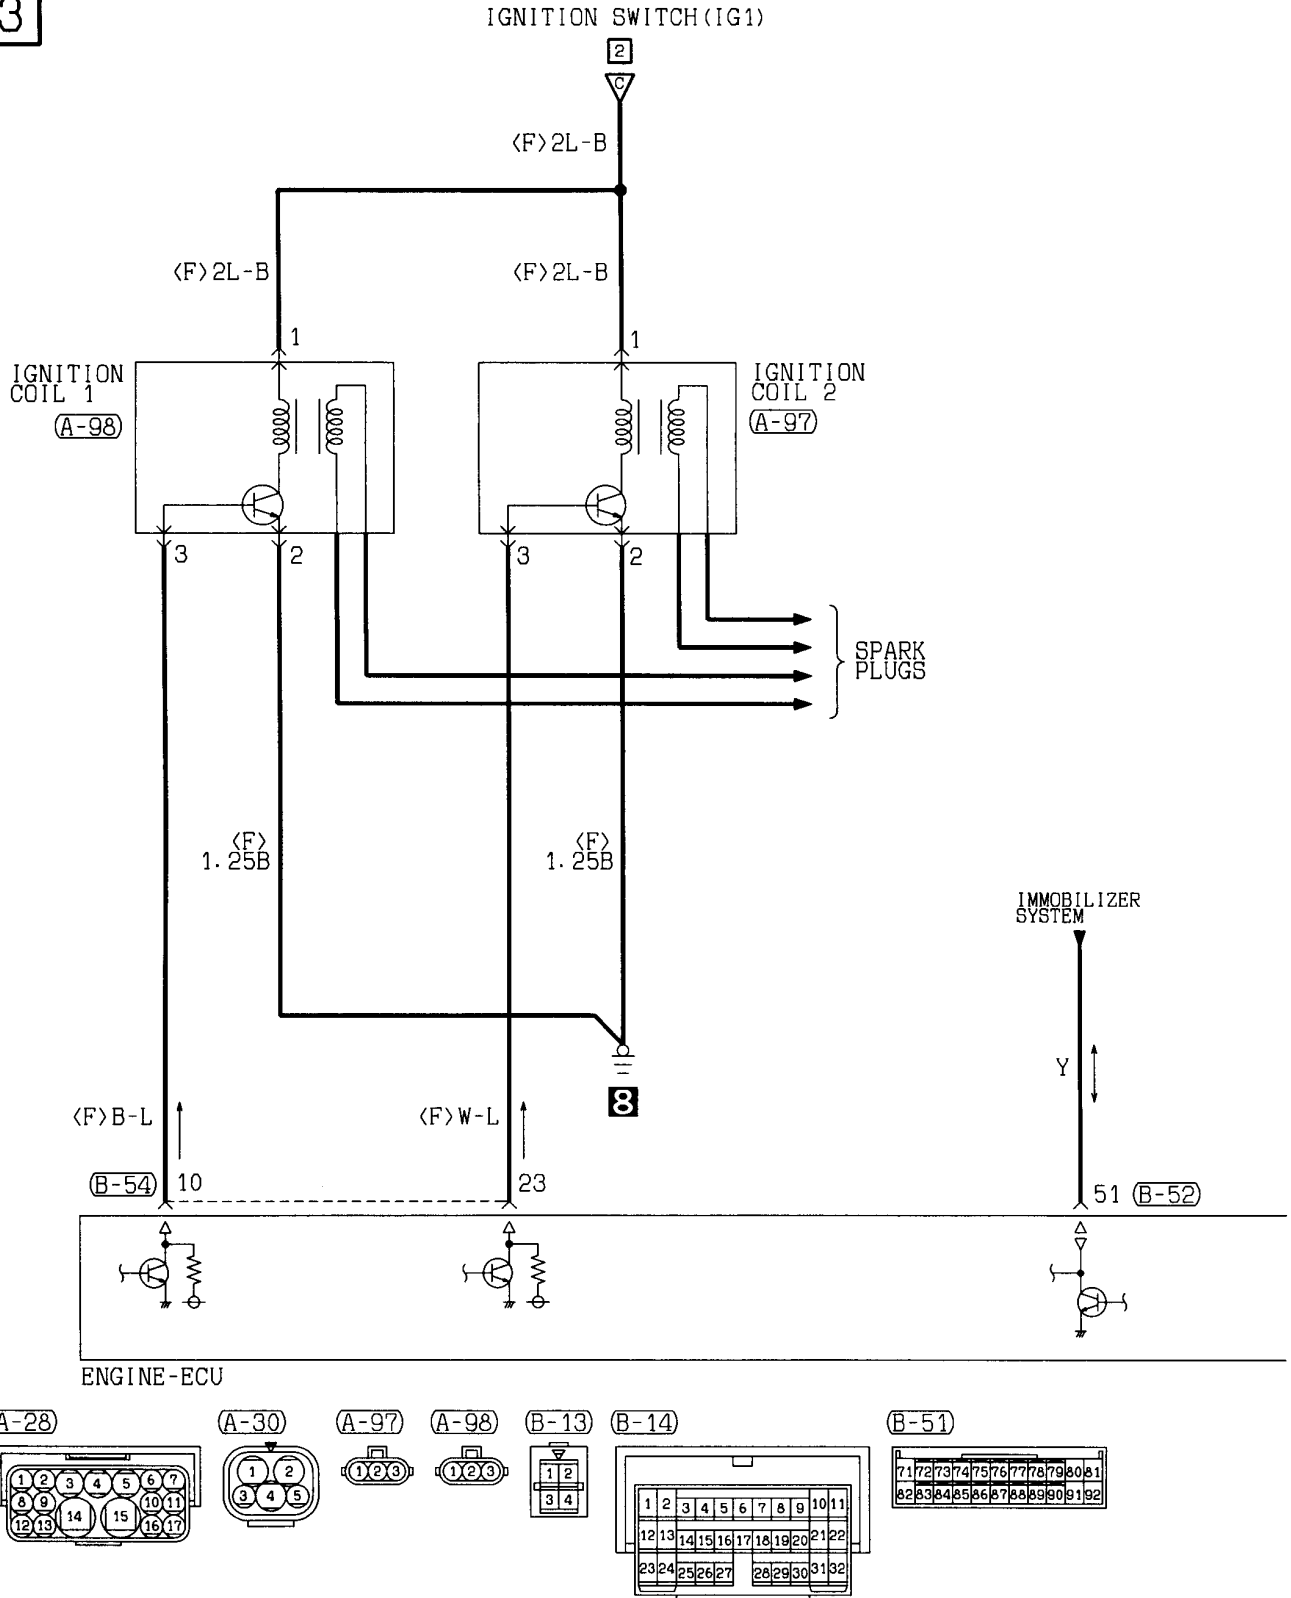 3
IGNITION SWITCH(IG1)
2
C
<F>2L-B
<F>2L-B
<F>2L-B
1
1
IGNITION
COIL 1
A-98
IGNITION
COIL 2
A-97
3
2
3
2
SPARK
PLUGS
<F>
1.25B
<F>
1.25B
IMMOBILIZER
SYSTEM
Y
8
<F>B-L
<F>W-L
B-54
10
23
51
B-52
ENGINE-ECU
A-28
A-30
A-97
A-98
B-13
B-14
B-51
1 2 3 4 5 6 7
8 9 10 11
12 13 14 15 16 17
1 2
3 4 5
1 2 3
1 2 3
1 2
3 4
1 2 3 4 5 6 7 8 9 10 11
12 13 14 15 16 17 18 19 20 21 22
23 24 25 26 27 28 29 30 31 32
71 72 73 74 75 76 77 78 79 80 81
82 83 84 85 86 87 88 89 90 91 92